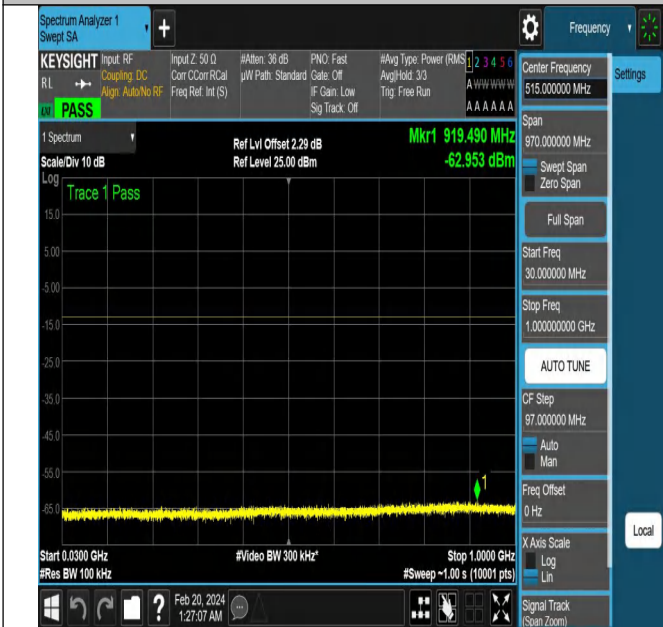 Spectrum Analyzer 1
Swept SA
+
Frequency
KEYSIGHT
RL
PASS
Input: RF
Coupling: DC
Align: Auto/No RF
Input Z: 50 Ω
Corr CCorr RCal
Freq Ref: Int (S)
#Atten: 36 dB
µW Path: Standard
PNO: Fast
Gate: Off
IF Gain: Low
Sig Track: Off
#Avg Type: Power (RMS
Avg|Hold: 3/3
Trig: Free Run
1 2 3 4 5 6
A W W W W W
A A A A A A
1 Spectrum
Scale/Div 10 dB
Ref Lvl Offset 2.29 dB
Ref Level 25.00 dBm
Mkr1 919.490 MHz
-62.953 dBm
Log
Trace 1 Pass
15.0
5.00
-5.00
-15.0
-25.0
-35.0
-45.0
-55.0
-65.0
1
Start 0.0300 GHz
#Res BW 100 kHz
#Video BW 300 kHz*
Stop 1.0000 GHz
#Sweep ~1.00 s (10001 pts)
?
Feb 20, 2024
1:27:07 AM
Center Frequency
515.000000 MHz
Settings
Span
970.000000 MHz
Swept Span
Zero Span
Full Span
Start Freq
30.000000 MHz
Stop Freq
1.000000000 GHz
AUTO TUNE
CF Step
97.000000 MHz
Auto
Man
Freq Offset
0 Hz
X Axis Scale
Log
Lin
Local
Signal Track
(Span Zoom)